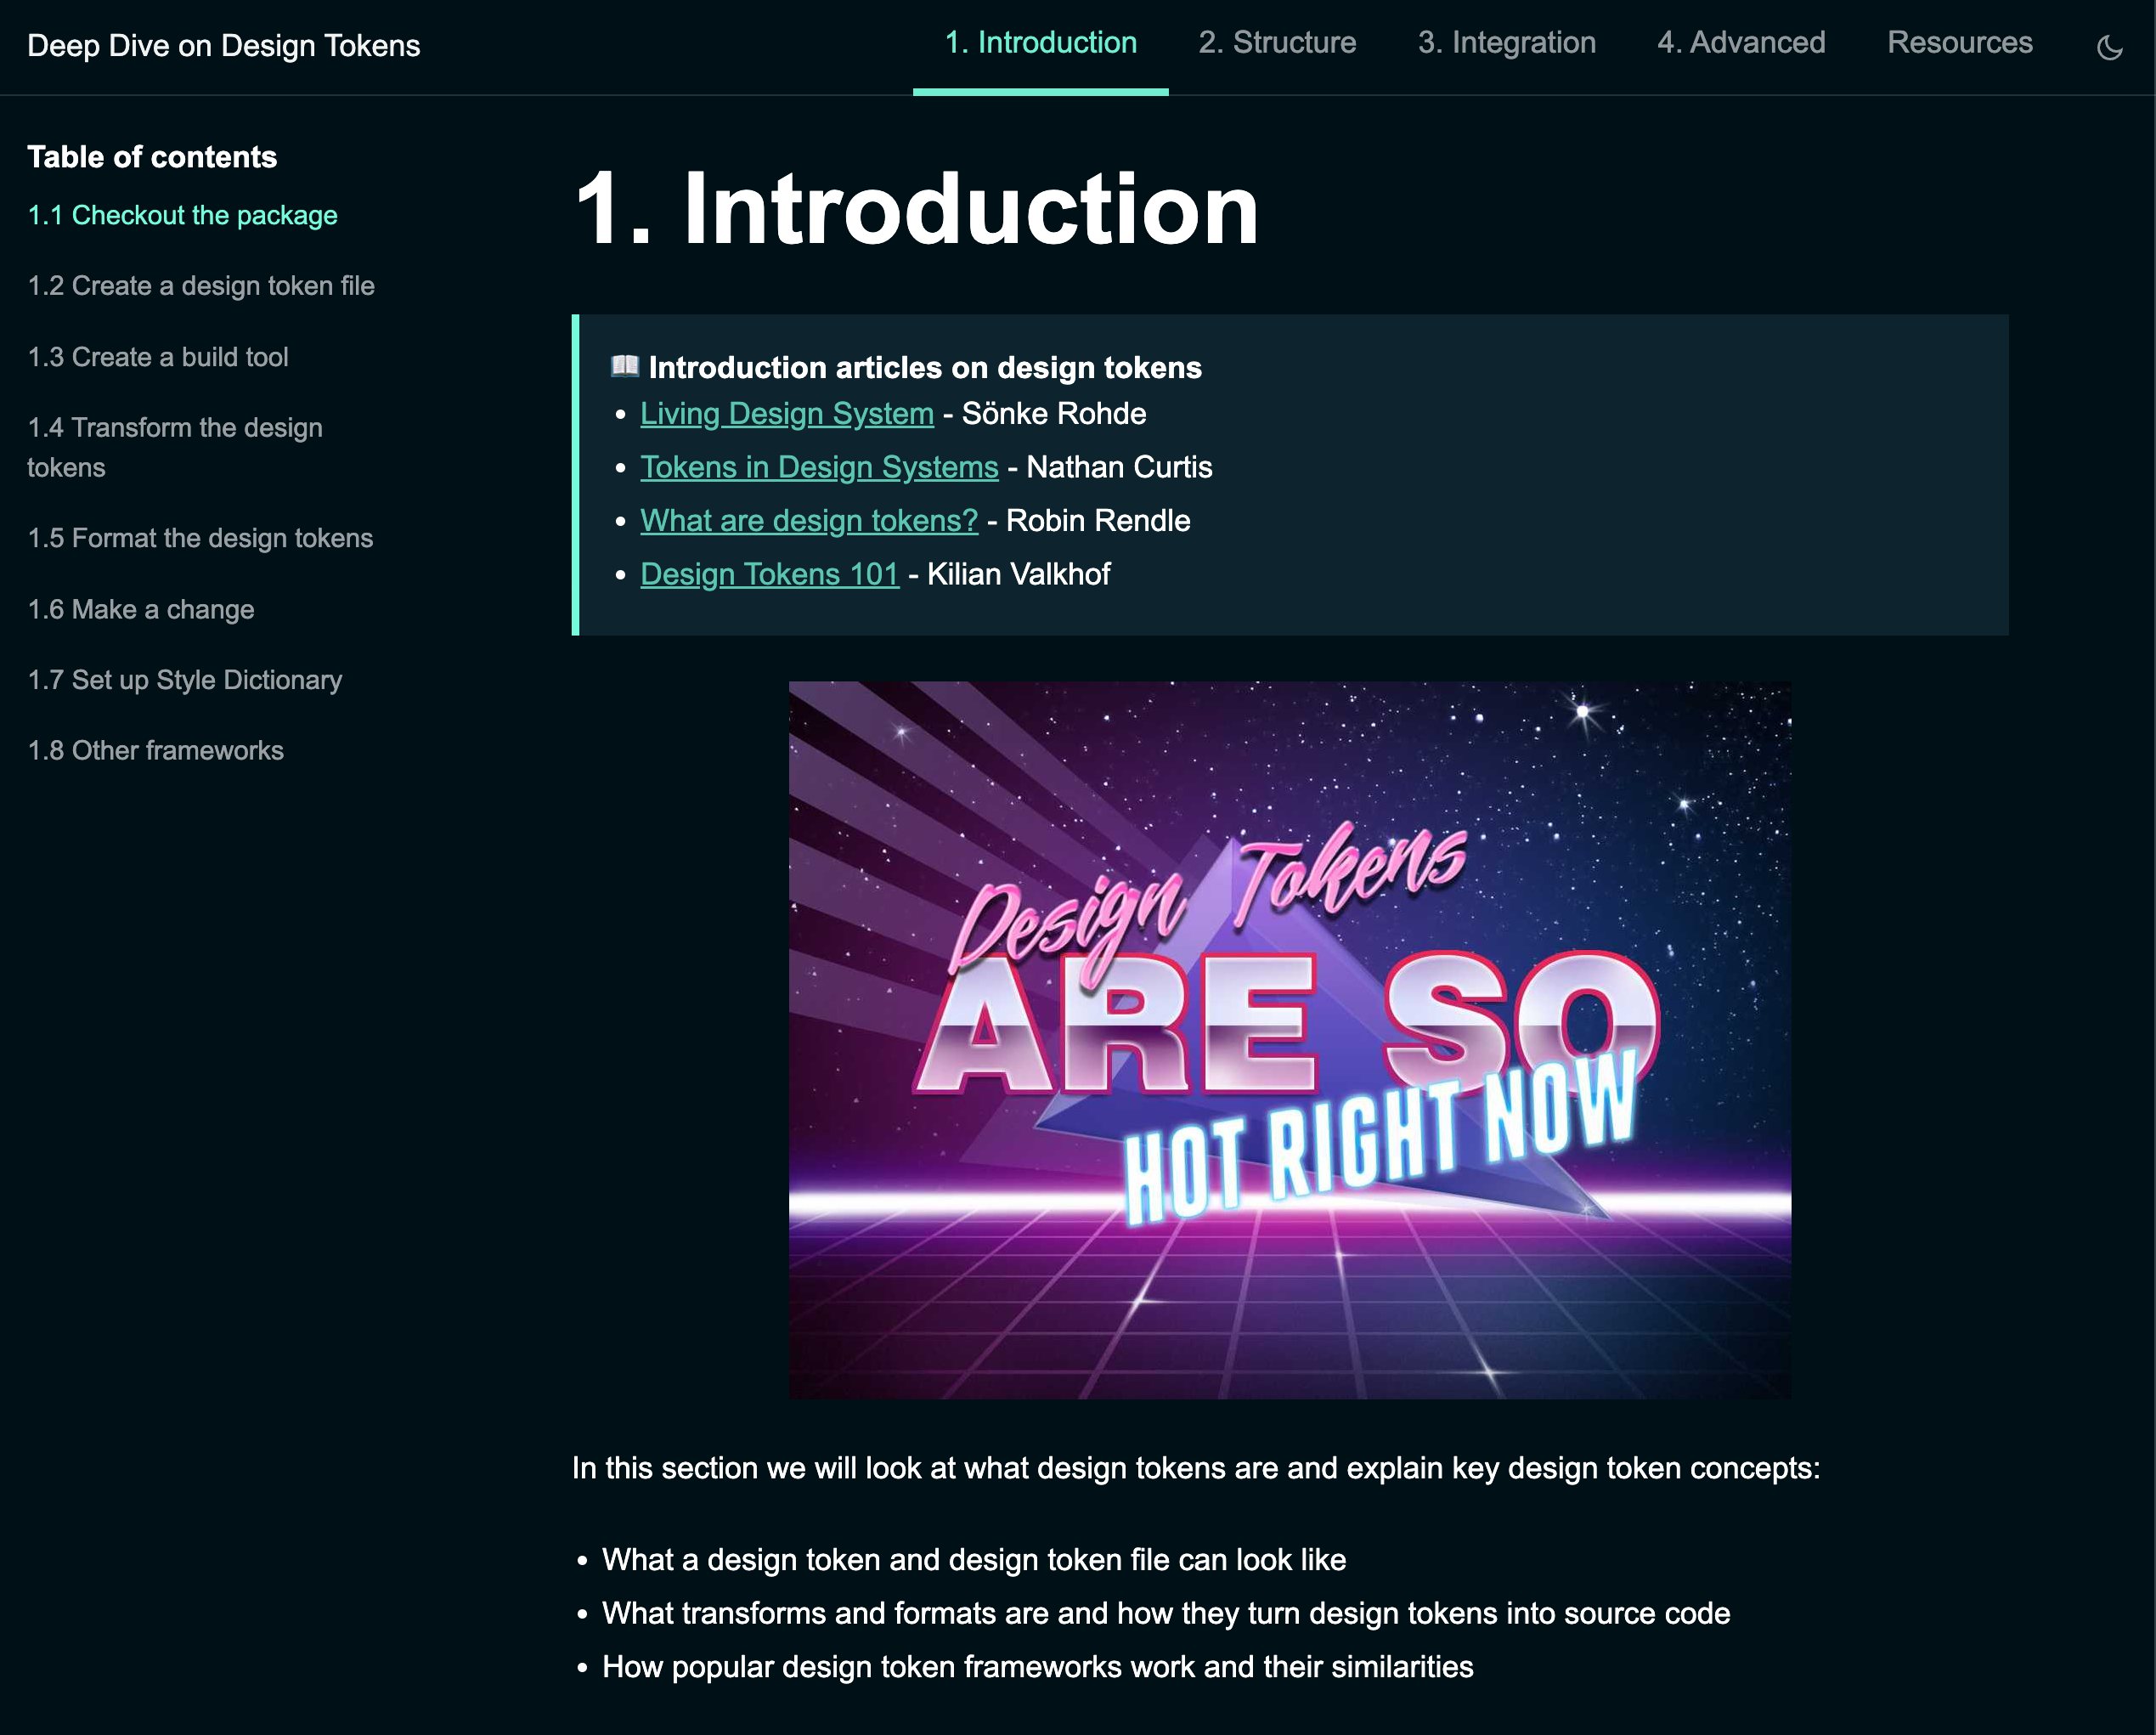 Deep Dive on Design Tokens
1. Introduction
2. Structure
3. Integration
4. Advanced
Resources
Table of contents
1.1 Checkout the package
1.2 Create a design token file
1.3 Create a build tool
1.4 Transform the design
tokens
1.5 Format the design tokens
1.6 Make a change
1.7 Set up Style Dictionary
1.8 Other frameworks
1. Introduction
📖 Introduction articles on design tokens
• Living Design System - Sönke Rohde
• Tokens in Design Systems - Nathan Curtis
• What are design tokens? - Robin Rendle
• Design Tokens 101 - Kilian Valkhof
Design Tokens
ARE SO
HOT RIGHT NOW
In this section we will look at what design tokens are and explain key design token concepts:
• What a design token and design token file can look like
• What transforms and formats are and how they turn design tokens into source code
• How popular design token frameworks work and their similarities